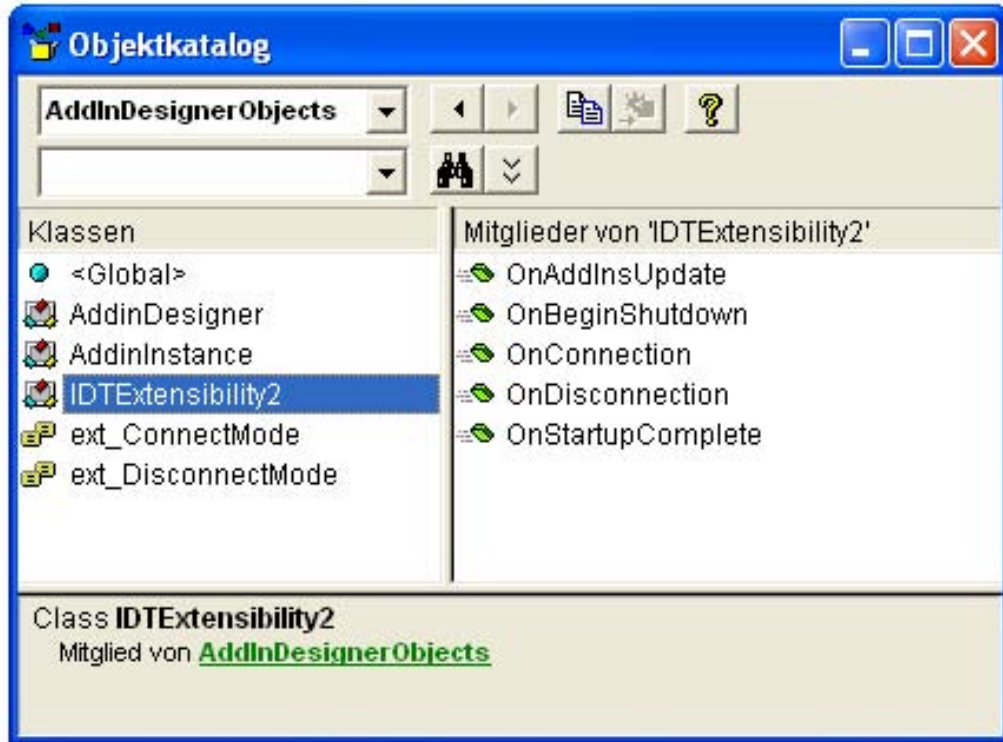 Objektkatalog
AddInDesignerObjects
Klassen
<Global>
AddinDesigner
AddinInstance
IDTExtensibility2
ext_ConnectMode
ext_DisconnectMode
Mitglieder von 'IDTExtensibility2'
OnAddInsUpdate
OnBeginShutdown
OnConnection
OnDisconnection
OnStartupComplete
Class IDTExtensibility2
Mitglied von AddInDesignerObjects